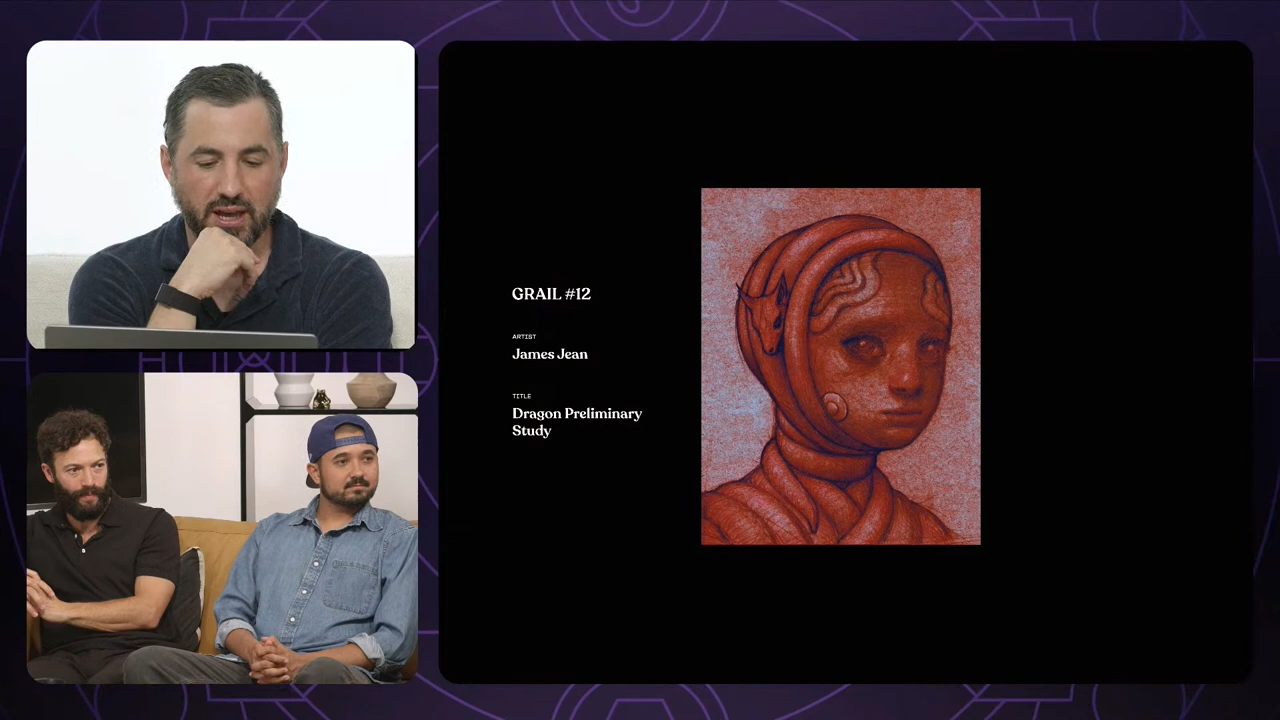 GRAIL #12
ARTIST
James Jean
TITLE
Dragon Preliminary
Study